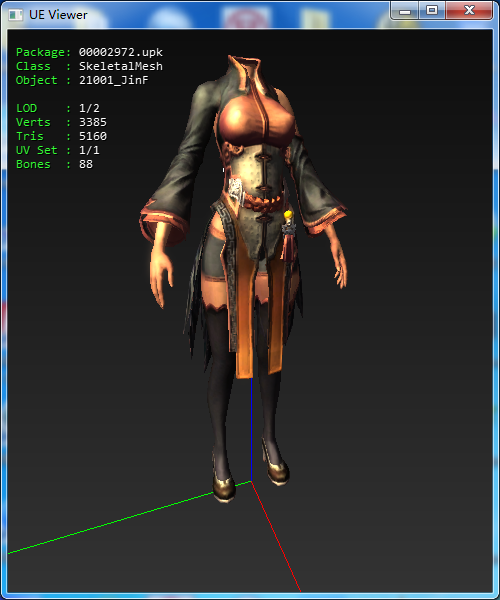 UE Viewer
Package: 00002972.upk
Class : SkeletalMesh
Object : 21001_JinF
LOD : 1/2
Verts : 3385
Tris : 5160
UV Set : 1/1
Bones : 88